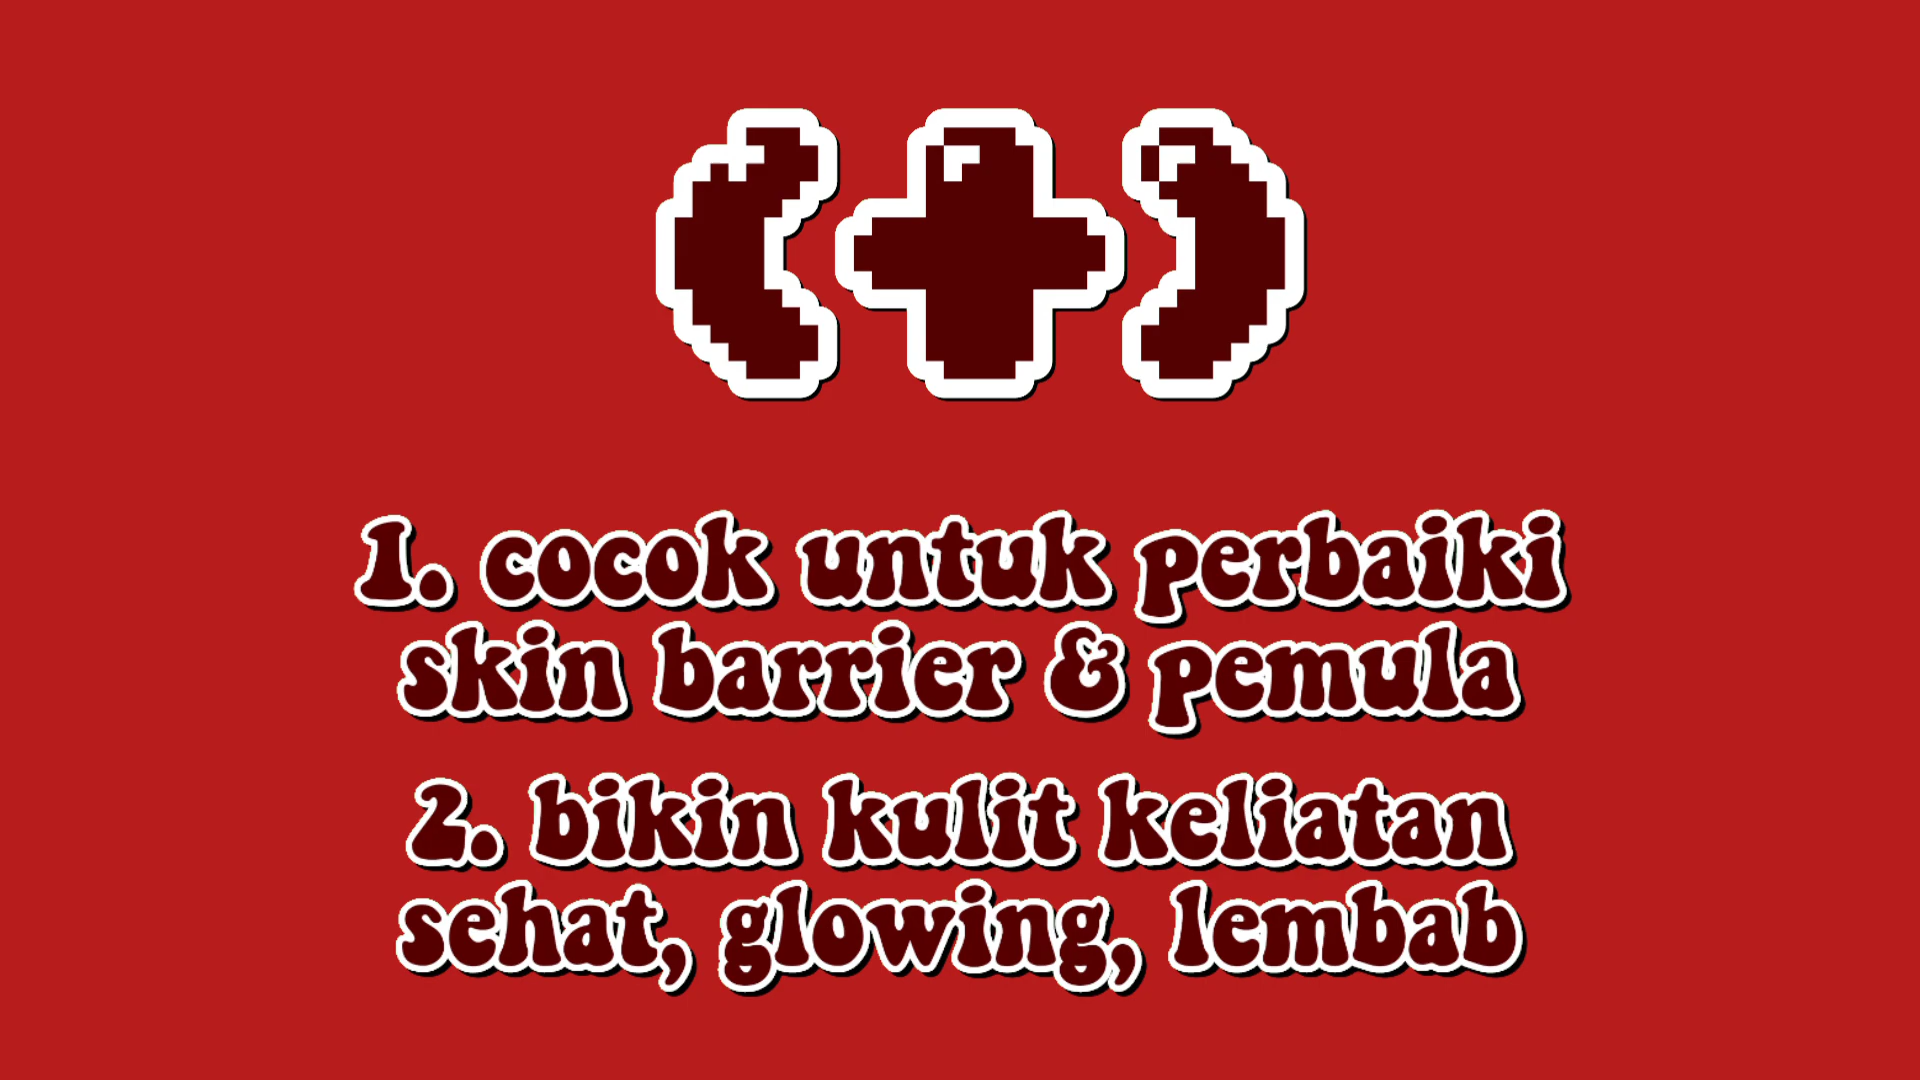 (+)
1. cocok untuk perbaiki
skin barrier & pemula
2. bikin kulit keliatan
sehat, glowing, lembab